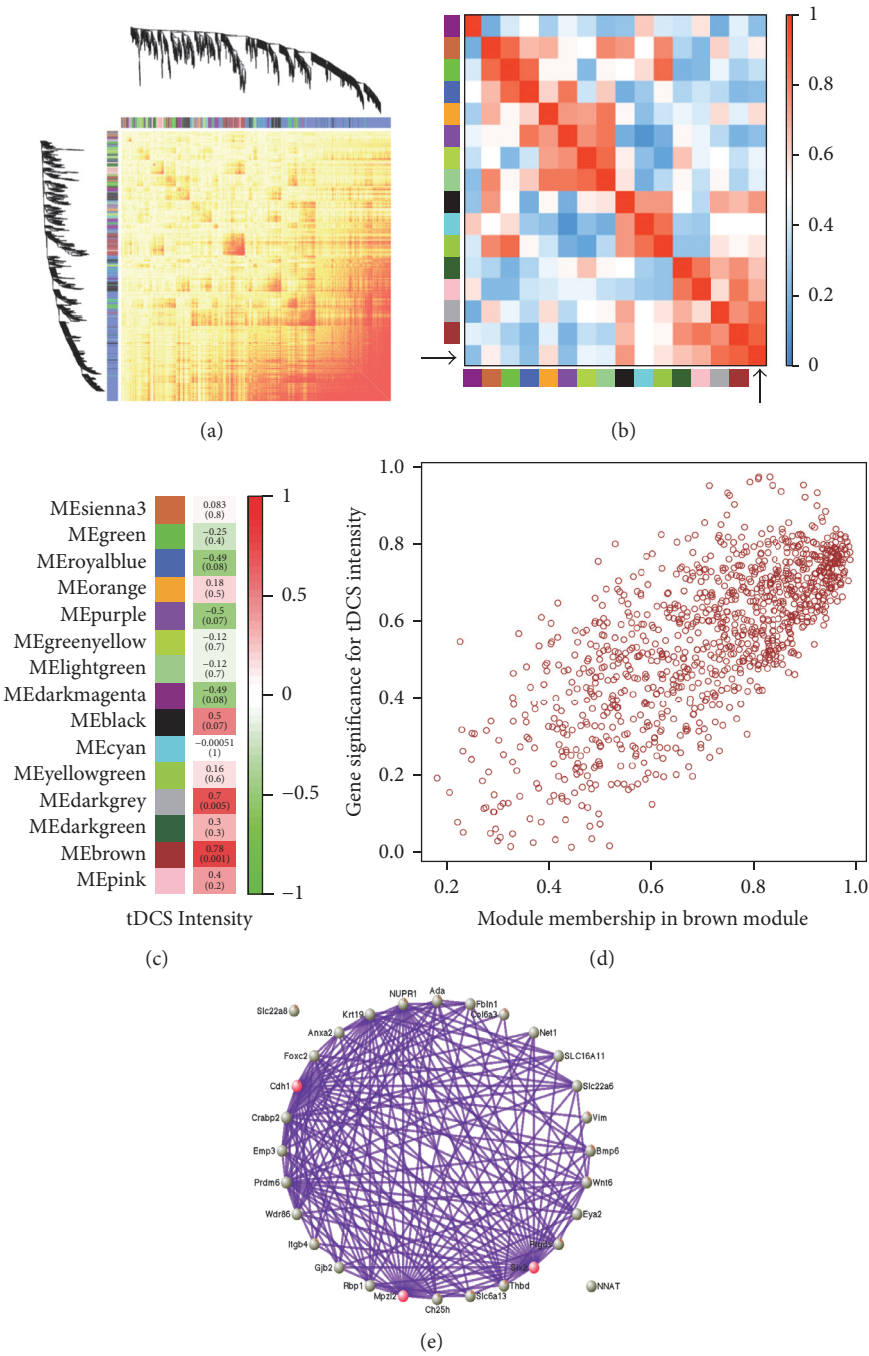 (a)
1
0.8
0.6
0.4
0.2
0
(b)
MEsienna3
0.083
(0.8)
MEgreen
−0.25
(0.4)
MEroyalblue
−0.49
(0.08)
MEorange
0.18
(0.5)
MEpurple
−0.5
(0.07)
MEgreenyellow
−0.12
(0.7)
MElightgreen
−0.12
(0.7)
MEdarkmagenta
−0.49
(0.08)
MEblack
0.5
(0.07)
MEcyan
−0.00051
(1)
MEyellowgreen
0.16
(0.6)
MEdarkgrey
0.7
(0.005)
MEdarkgreen
0.3
(0.3)
MEbrown
0.78
(0.001)
MEpink
0.4
(0.2)
1
0.5
0
−0.5
−1
tDCS Intensity
(c)
Gene significance for tDCS intensity
1.0
0.8
0.6
0.4
0.2
0.0
0.2
0.4
0.6
0.8
1.0
Module membership in brown module
(d)
Slc22a8
NUPR1
Ada
Fbln1
Krt19
Col6a3
Anxa2
Net1
Foxc2
SLC16A11
Cdh1
Slc22a6
Crabp2
Vim
Emp3
Bmp6
Prdm6
Wnt6
Wdr86
Eya2
Itgb4
Gjb2
Rbp1
Thbd
NNAT
Mpzl2
Ch25h
Slc6a13
(e)